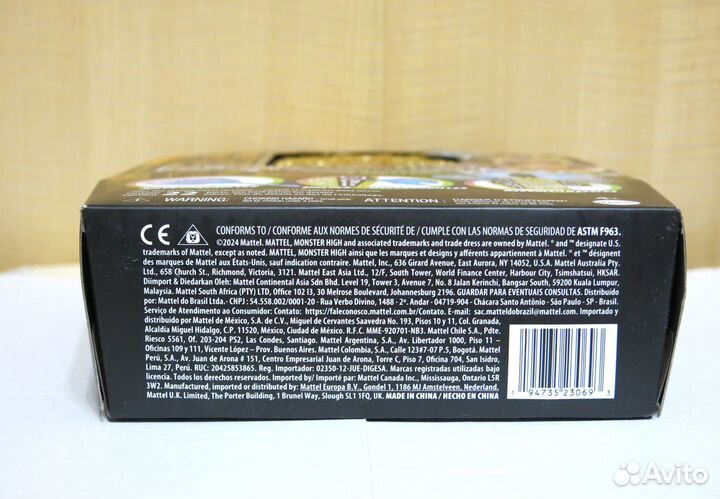 WARNING: CHOKING HAZARD
ATTENTION :
CE
CONFORMS TO / CONFORME AUX NORMES DE SÉCURITÉ DE / CUMPLE CON LAS NORMAS DE SEGURIDAD DE ASTM F963.
©2024 Mattel. MATTEL, MONSTER HIGH and associated trademarks and trade dress are owned by Mattel. ® and ™ designate U.S.
trademarks of Mattel, except as noted. MATTEL, MONSTER HIGH ainsi que les marques et designs y afférents appartiennent à Mattel. ® et ™ désignent
des marques de Mattel aux États-Unis, sauf indication contraire. Mattel, Inc., 636 Girard Avenue, East Aurora, NY 14052, U.S.A. Mattel Australia Pty.
Ltd., 658 Church St., Richmond, Victoria, 3121. Mattel East Asia Ltd., 12/F, South Tower, World Finance Center, Harbour City, Tsimshatsui, HKSAR.
Diimport & Diedarkan Oleh: Mattel Continental Asia Sdn Bhd. Level 19, Tower 3, Avenue 7, No. 8 Jalan Kerinchi, Bangsar South, 59200 Kuala Lumpur,
Malaysia. Mattel South Africa (PTY) LTD, Office 102 I3, 30 Melrose Boulevard, Johannesburg 2196. GUARDAR PARA EVENTUAIS CONSULTAS. Distribuido
por: Mattel do Brasil Ltda.- CNPJ : 54.558.002/0001-20 - Rua Verbo Divino, 1488 - 2º. Andar - 04719-904 - Chácara Santo Antônio - São Paulo - SP - Brasil.
Serviço de Atendimento ao Consumidor: Contato: https://faleconosco.mattel.com/ - E-mail: sac.matteldobrazil@mattel.com. Importado y
distribuido por Mattel de México, S.A. de C.V., Miguel de Cervantes Saavedra No. 193, Pisos 10 y 11, Col. Granada,
Alcaldía Miguel Hidalgo, C.P. 11520, Ciudad de México. R.F.C. MME-920701-NB3. Mattel Chile S.A., Pdte.
Riesco 5561, Of. 203-204 PS2, Las Condes, Santiago. Mattel Argentina, S.A., Av. Libertador 1000, Piso 11 –
Oficinas 109 y 111, Vicente López – Prov. Buenos Aires. Mattel Colombia, S.A., Calle 123#7-07 P.5, Bogotá. Mattel
Perú, S.A., Av. Juan de Arona # 151, Centro Empresarial Juan de Arona, Torre C, Piso 7, Oficina 704, San Isidro,
Lima 27, Perú. RUC: 20425853865. Reg. Importador: 02350-12-JUE-DIGESA. Marcas registradas utilizadas bajo
licencia. Todos los derechos reservados. Imported by/ Importé par: Mattel Canada Inc., Mississauga, Ontario L5R
3W2. Manufactured, imported or distributed by: Mattel Europa B.V., Gondel 1, 1186 MJ Amstelveen, Nederland.
Mattel U.K. Limited, The Porter Building, 1 Brunel Way, Slough SL1 1FQ, UK. MADE IN CHINA / HECHO EN CHINA
1 94735 23069 3
Avito